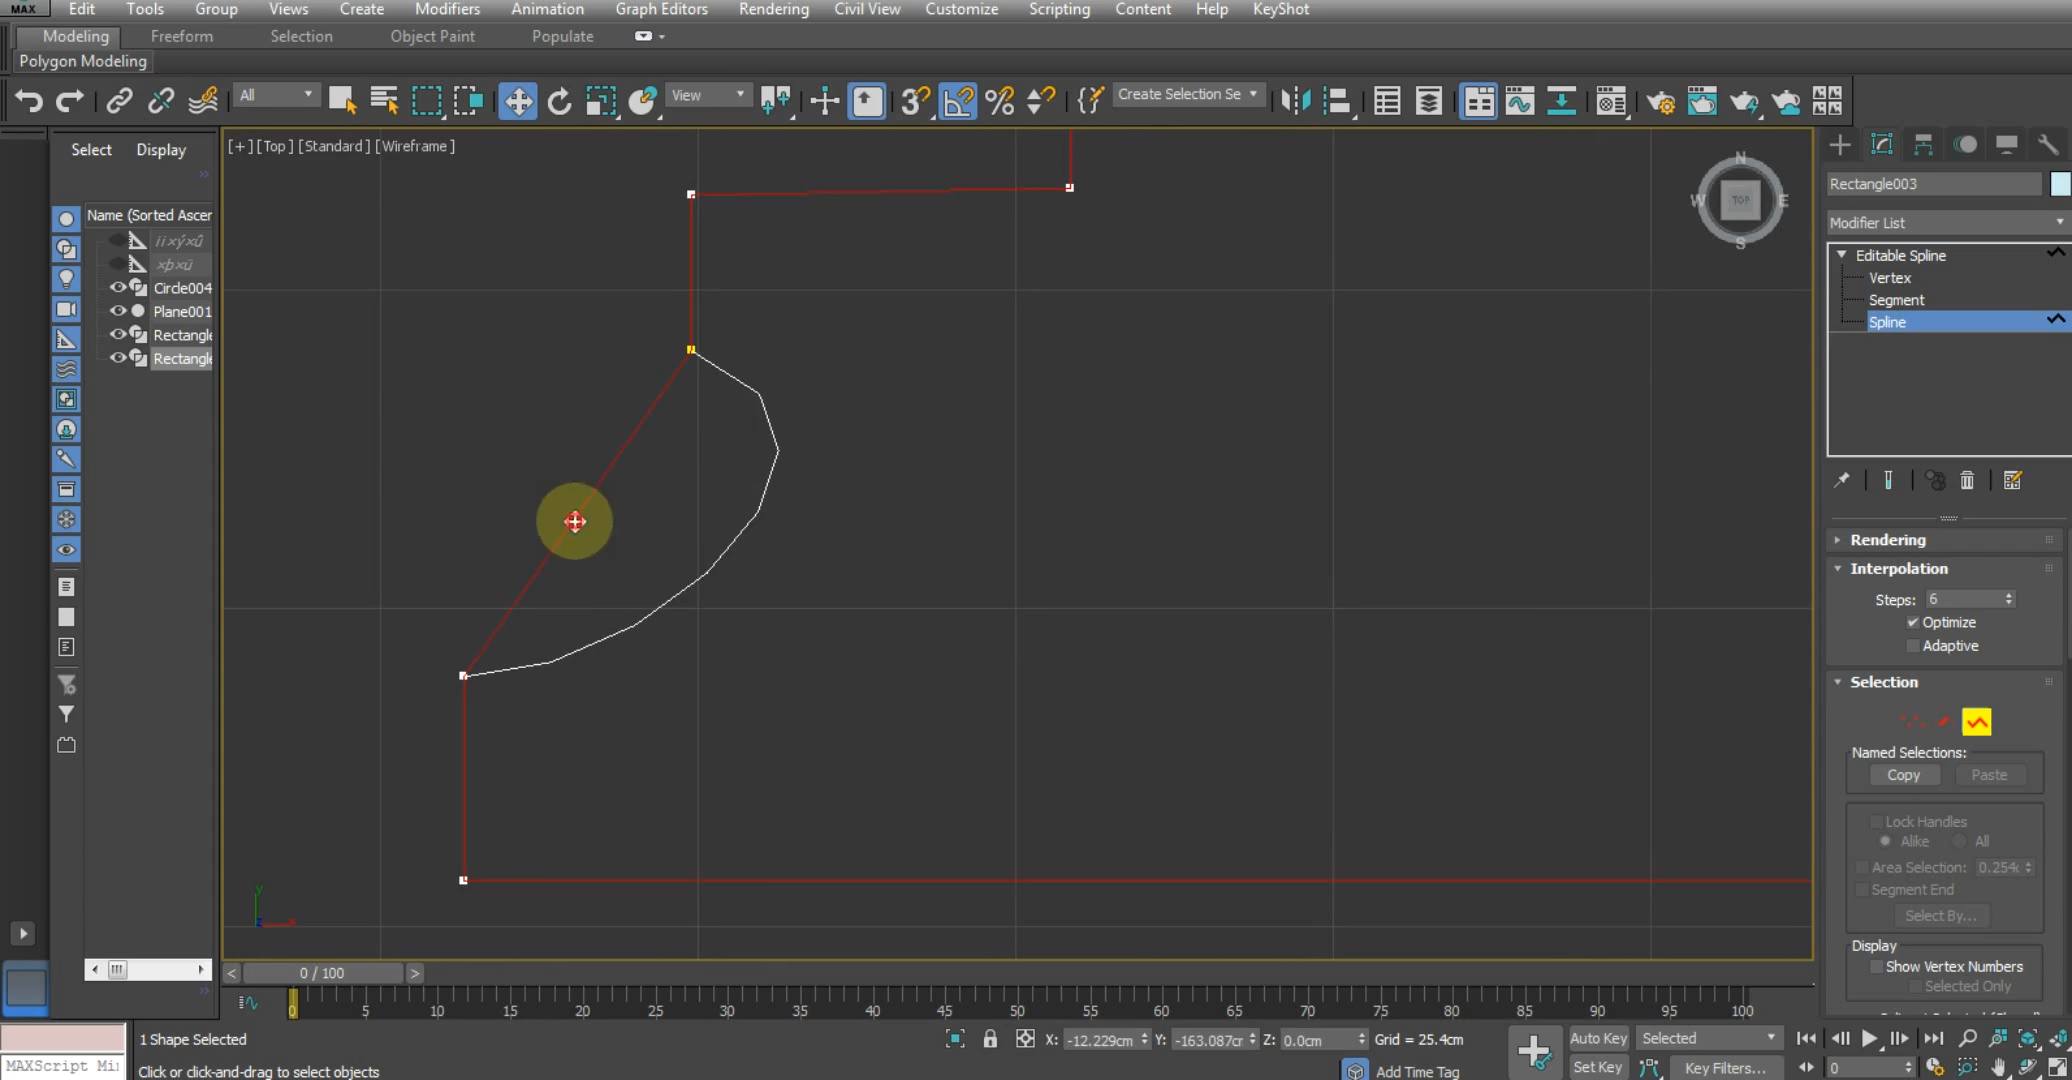 MAX Edit Tools Group Views Create Modifiers Animation Graph Editors Rendering Civil View Customize Scripting Content Help KeyShot
Modeling Freeform Selection Object Paint Populate
Polygon Modeling
All View Create Selection Se
Select Display
[+] [Top ] [Standard ] [Wireframe ]
N
W TOP E
S
Name (Sorted Ascer
Circle004
Plane001
Rectangle
Rectangle
y
x
z
Rectangle003
Modifier List
Editable Spline
Vertex
Segment
Spline
Rendering
Interpolation
Steps: 6
Optimize
Adaptive
Selection
Named Selections:
Copy Paste
Lock Handles
Alike All
Area Selection:
Segment End
Select By...
Display
Show Vertex Numbers
Selected Only
< 0 / 100 >
0 5 10 15 20 25 30 35 40 45 50 55 60 65 70 75 80 85 90 95 100
1 Shape Selected X: -12.229cm Y: -163.087cr Z: 0.0cm Grid = 25.4cm Auto Key Selected
MAXScript Mi Click or click-and-drag to select objects Add Time Tag Set Key Key Filters... 0